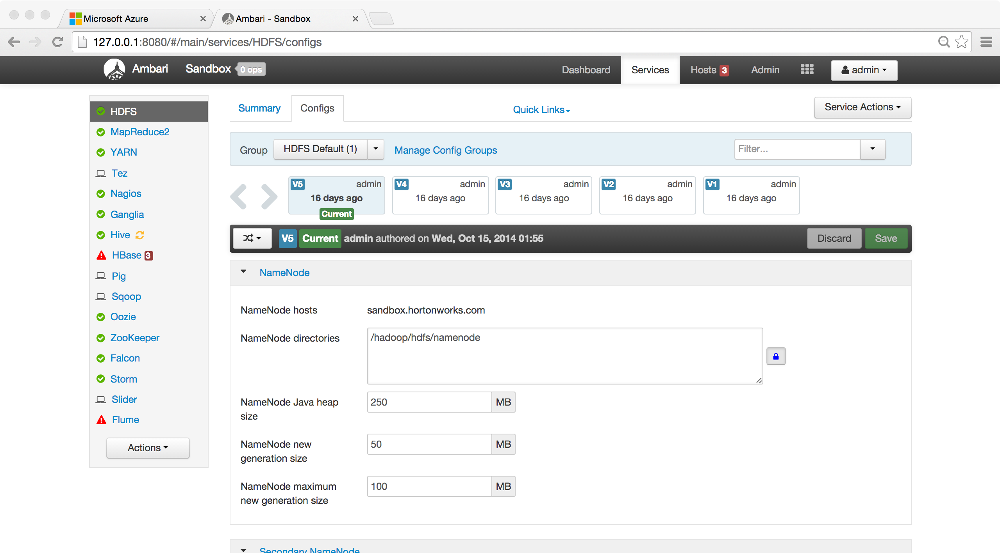 Microsoft Azure
Ambari - Sandbox
127.0.0.1:8080/#/main/services/HDFS/configs
Ambari Sandbox 0 ops Dashboard Services Hosts 3 Admin admin
HDFS
MapReduce2
YARN
Tez
Nagios
Ganglia
Hive
HBase 3
Pig
Sqoop
Oozie
ZooKeeper
Falcon
Storm
Slider
Flume
Actions
Summary Configs Quick Links Service Actions
Group HDFS Default (1) Manage Config Groups Filter...
V5 admin
16 days ago
Current
V4 admin
16 days ago
V3 admin
16 days ago
V2 admin
16 days ago
V1 admin
16 days ago
V5 Current admin authored on Wed, Oct 15, 2014 01:55 Discard Save
NameNode
NameNode hosts sandbox.hortonworks.com
NameNode directories /hadoop/hdfs/namenode
NameNode Java heap
size
250 MB
NameNode new
generation size
50 MB
NameNode maximum
new generation size
100 MB
Secondary NameNode